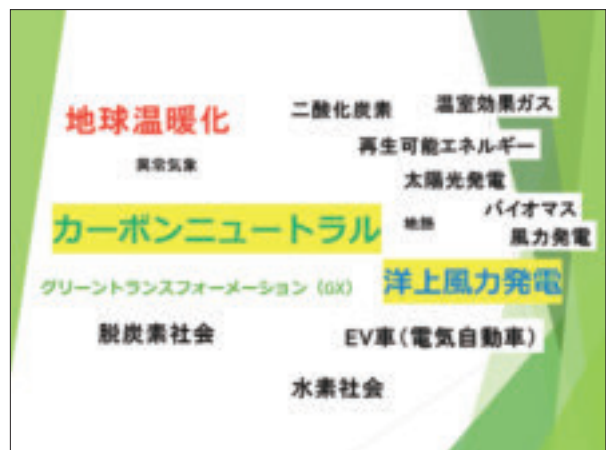 二酸化炭素
温室効果ガス
地球温暖化
再生可能エネルギー
異常気象
太陽光発電
バイオマス
カーボンニュートラル
地熱
風力発電
グリーントランスフォーメーション（GX）
洋上風力発電
脱炭素社会
EV車(電気自動車)
水素社会